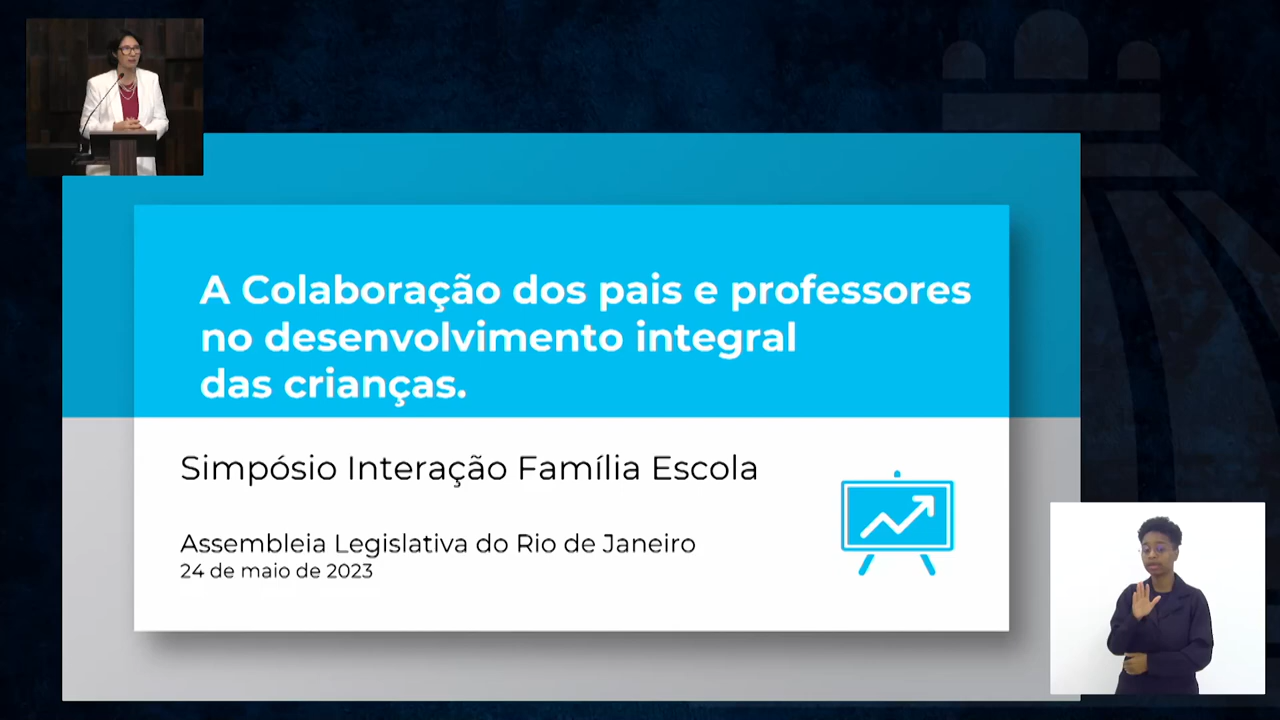 A Colaboração dos pais e professores
no desenvolvimento integral
das crianças.
Simpósio Interação Família Escola
Assembleia Legislativa do Rio de Janeiro
24 de maio de 2023